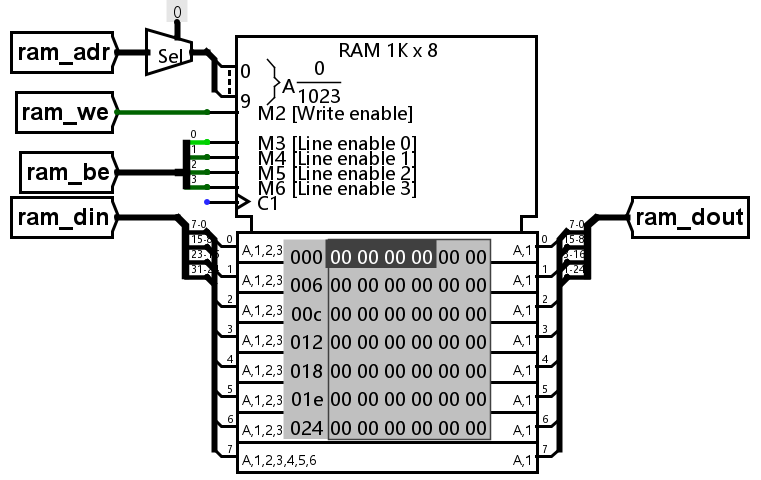 0
ram_adr
Sel
RAM 1K x 8
0
9
A
0
1023
ram_we
M2 [Write enable]
ram_be
0
1
2
3
M3 [Line enable 0]
M4 [Line enable 1]
M5 [Line enable 2]
M6 [Line enable 3]
C1
ram_din
ram_dout
7-0
15-8
31-24
7-0
15-8
0 A,1,2,3 000 00 00 00 00 00 00 A,1 0
1 A,1,2,3 006 00 00 00 00 00 00 A,1 1
2 A,1,2,3 00c 00 00 00 00 00 00 A,1 2
3 A,1,2,3 012 00 00 00 00 00 00 A,1 3
4 A,1,2,3 018 00 00 00 00 00 00 A,1 4
5 A,1,2,3 01e 00 00 00 00 00 00 A,1 5
6 A,1,2,3 024 00 00 00 00 00 00 A,1 6
7 A,1,2,3,4,5,6 A,1 7